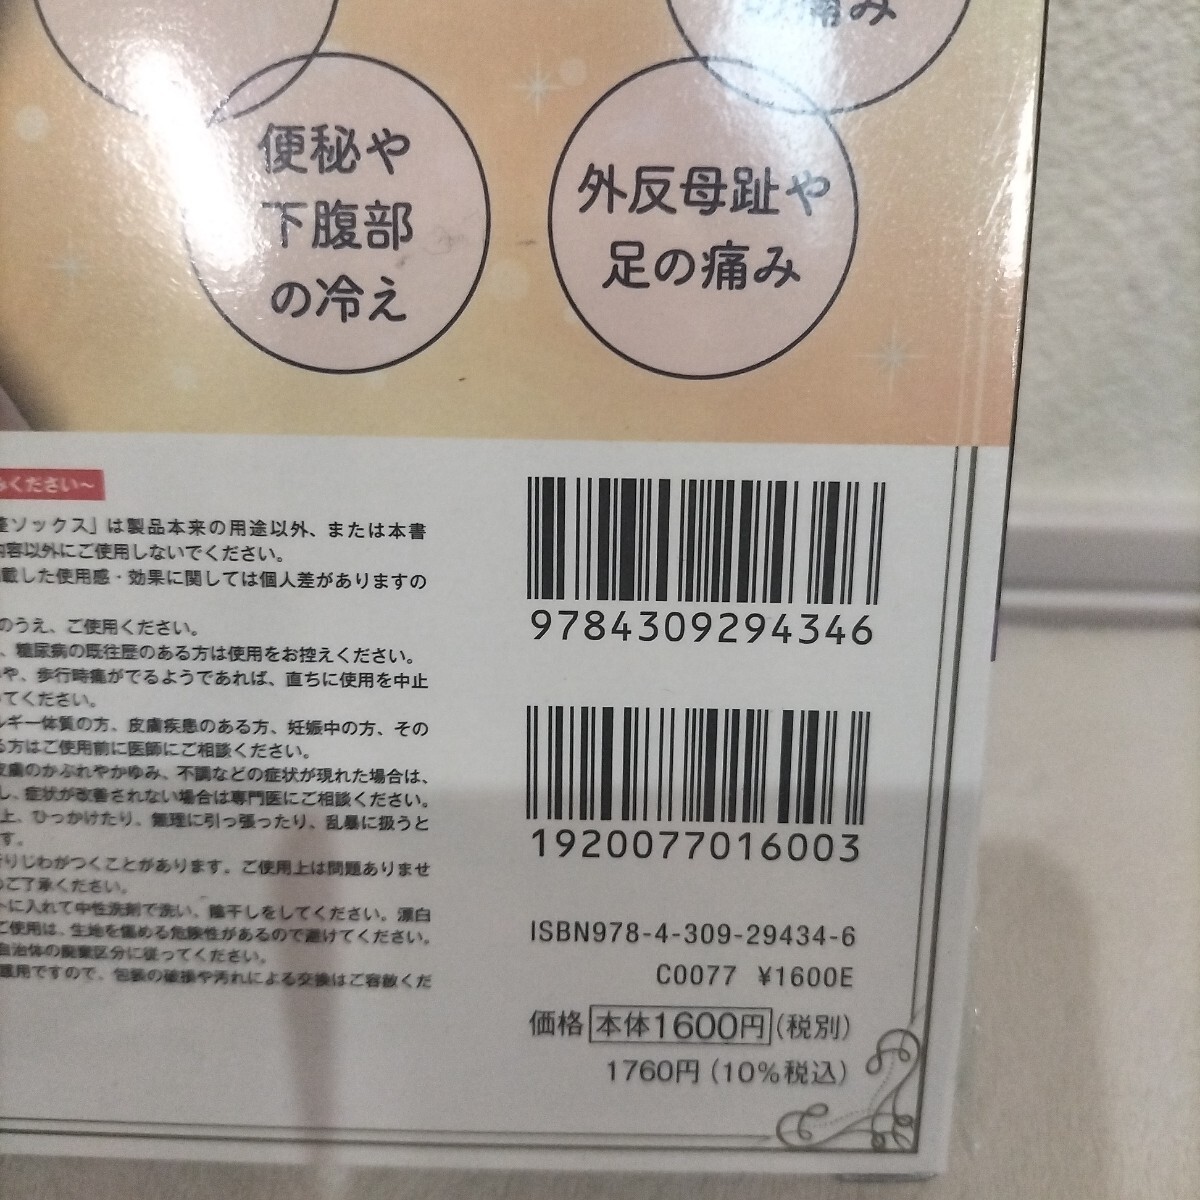 の痛み
便秘や
下腹部
の冷え
外反母趾や
足の痛み
みください〜
ソックス」は製品本来の用途以外、または本書
内容以外にご使用しないでください。
載した使用感・効果に関しては個人差がありますの
のうえ、ご使用ください。
、糖尿病の既往歴のある方は使用をお控えください。
や、歩行時痛がでるようであれば、直ちに使用を中止
てください。
ルギー体質の方、皮膚疾患のある方、妊娠中の方、その
る方はご使用前に医師にご相談ください。
皮膚のかぶれやかゆみ、不調などの症状が現れた場合は、
し、症状が改善されない場合は専門医にご相談ください。
上、ひっかけたり、無理に引っ張ったり、乱暴に扱うと
す。
折りじわがつくことがあります。ご使用上は問題ありませ
ご了承ください。
トに入れて中性洗剤で洗い、陰干しをしてください。漂白
ご使用は、生地を傷める危険性があるので避けてください。
自治体の廃棄区分に従ってください。
用ですので、包装の破損や汚れによる交換はご容赦くだ
9784309294346
1920077016003
ISBN978-4-309-29434-6
C0077 ¥1600E
価格 本体1600円 (税別)
1760円 (10%税込)